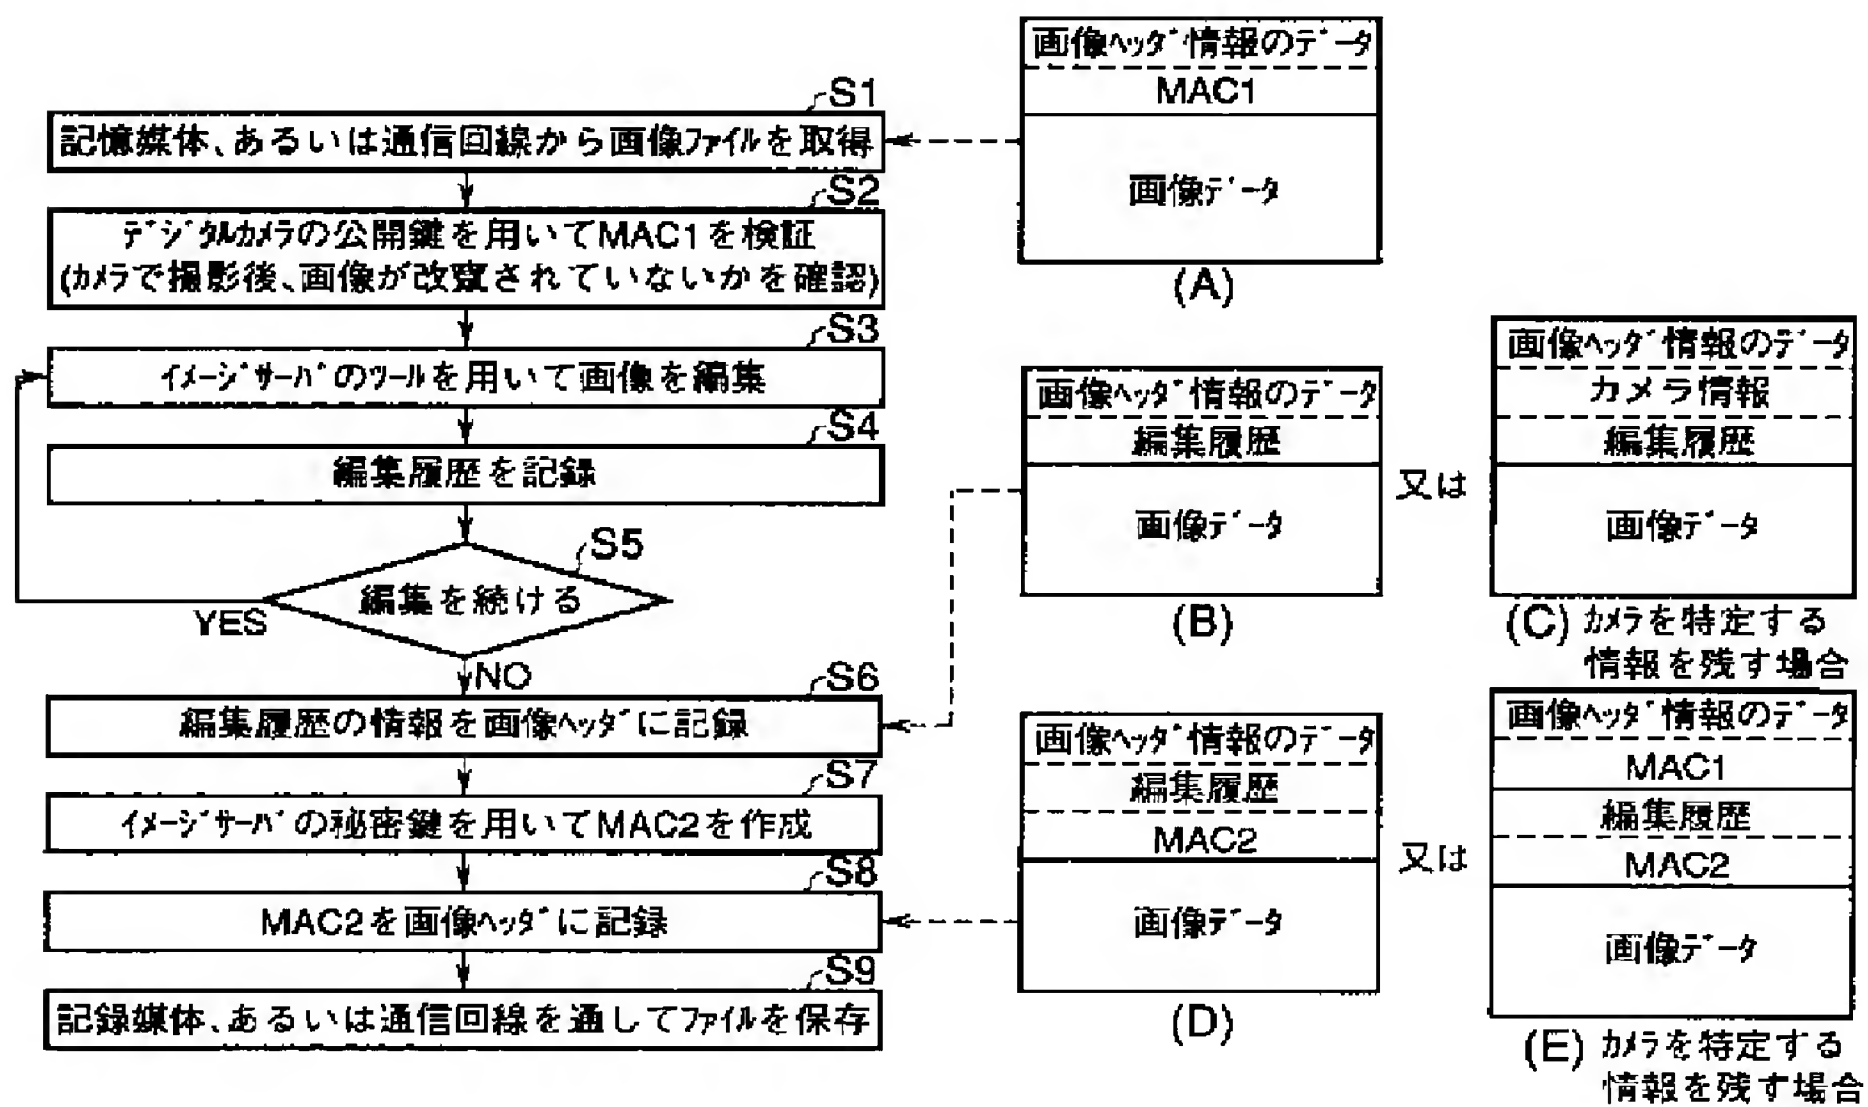 S1
記憶媒体、あるいは通信回線から画像ファイルを取得
S2
デジタルカメラの公開鍵を用いてMAC1を検証
(カメラで撮影後、画像が改竄されていないかを確認)
S3
イメージサーバのツールを用いて画像を編集
S4
編集履歴を記録
S5
編集を続ける
YES
NO
S6
編集履歴の情報を画像ヘッダに記録
S7
イメージサーバの秘密鍵を用いてMAC2を作成
S8
MAC2を画像ヘッダに記録
S9
記録媒体、あるいは通信回線を通してファイルを保存
画像ヘッダ情報のデータ
MAC1
画像データ
(A)
画像ヘッダ情報のデータ
編集履歴
画像データ
(B)
又は
画像ヘッダ情報のデータ
カメラ情報
編集履歴
画像データ
(C) カメラを特定する
情報を残す場合
画像ヘッダ情報のデータ
編集履歴
MAC2
画像データ
(D)
又は
画像ヘッダ情報のデータ
MAC1
編集履歴
MAC2
画像データ
(E) カメラを特定する
情報を残す場合